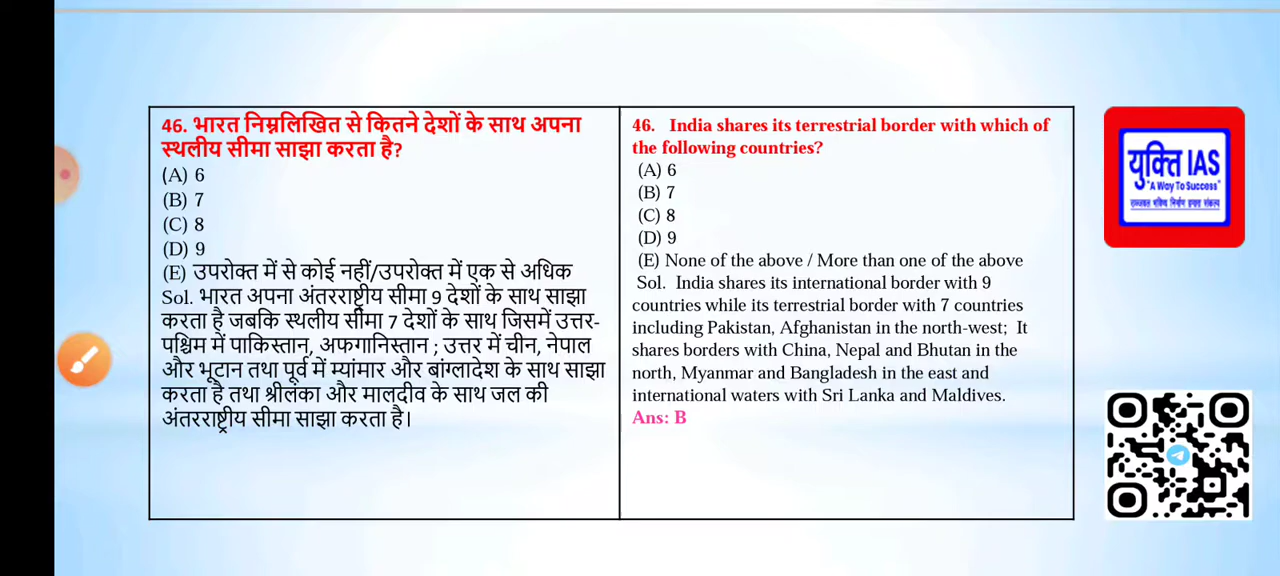 46. भारत निम्नलिखित से कितने देशों के साथ अपना
स्थलीय सीमा साझा करता है?
(A) 6
(B) 7
(C) 8
(D) 9
(E) उपरोक्त में से कोई नहीं/उपरोक्त में एक से अधिक
Sol. भारत अपना अंतरराष्ट्रीय सीमा 9 देशों के साथ साझा
करता है जबकि स्थलीय सीमा 7 देशों के साथ जिसमें उत्तर-
पश्चिम में पाकिस्तान, अफगानिस्तान ; उत्तर में चीन, नेपाल
और भूटान तथा पूर्व में म्यांमार और बांग्लादेश के साथ साझा
करता है तथा श्रीलंका और मालदीव के साथ जल की
अंतरराष्ट्रीय सीमा साझा करता है।
46. India shares its terrestrial border with which of
the following countries?
(A) 6
(B) 7
(C) 8
(D) 9
(E) None of the above / More than one of the above
Sol. India shares its international border with 9
countries while its terrestrial border with 7 countries
including Pakistan, Afghanistan in the north-west; It
shares borders with China, Nepal and Bhutan in the
north, Myanmar and Bangladesh in the east and
international waters with Sri Lanka and Maldives.
Ans: B
युक्ति IAS
"A Way To Success"
उज्जवल भविष्य निर्माण हमारा संकल्प